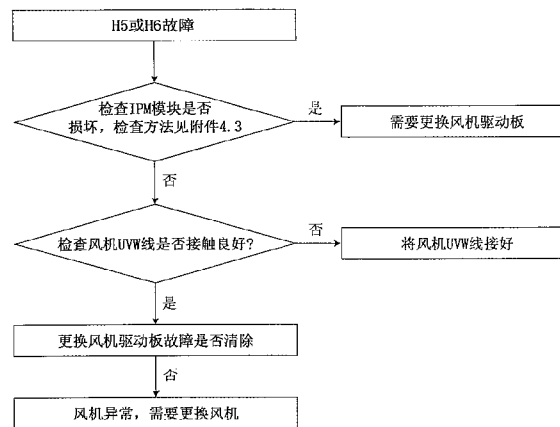 H5或H6故障
检查IPM模块是否
损坏，检查方法见附件4.3
是
需要更换风机驱动板
否
检查风机UVW线是否接触良好?
否
将风机UVW线接好
是
更换风机驱动板故障是否清除
否
风机异常，需要更换风机